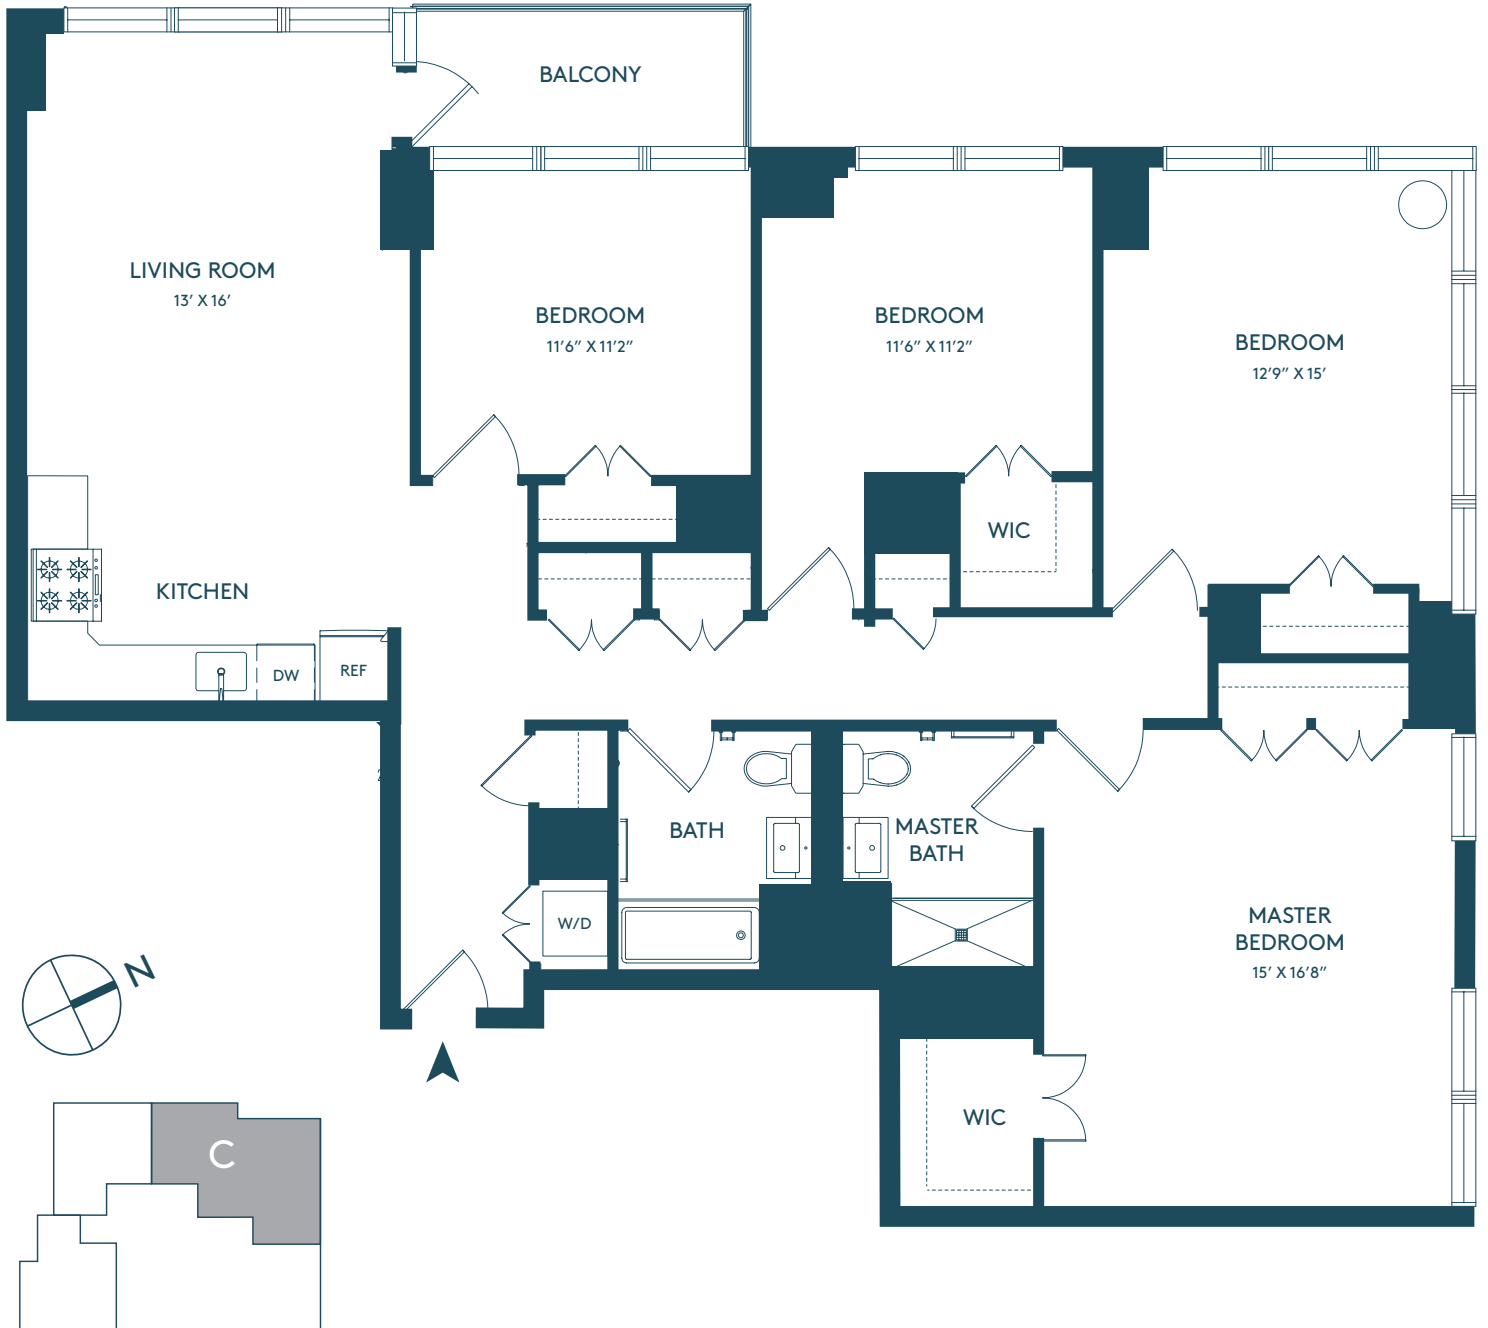 BALCONY
LIVING ROOM
13′ X 16′
BEDROOM
11′6″ X 11′2″
BEDROOM
11′6″ X 11′2″
BEDROOM
12′9″ X 15′
WIC
KITCHEN
DW
REF
BATH
MASTER
BATH
W/D
MASTER
BEDROOM
15′ X 16′8″
N
WIC
C